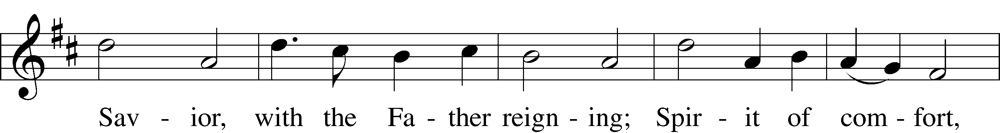 Sav - ior, with the Fa - ther reign - ing; Spir - it of com - fort,